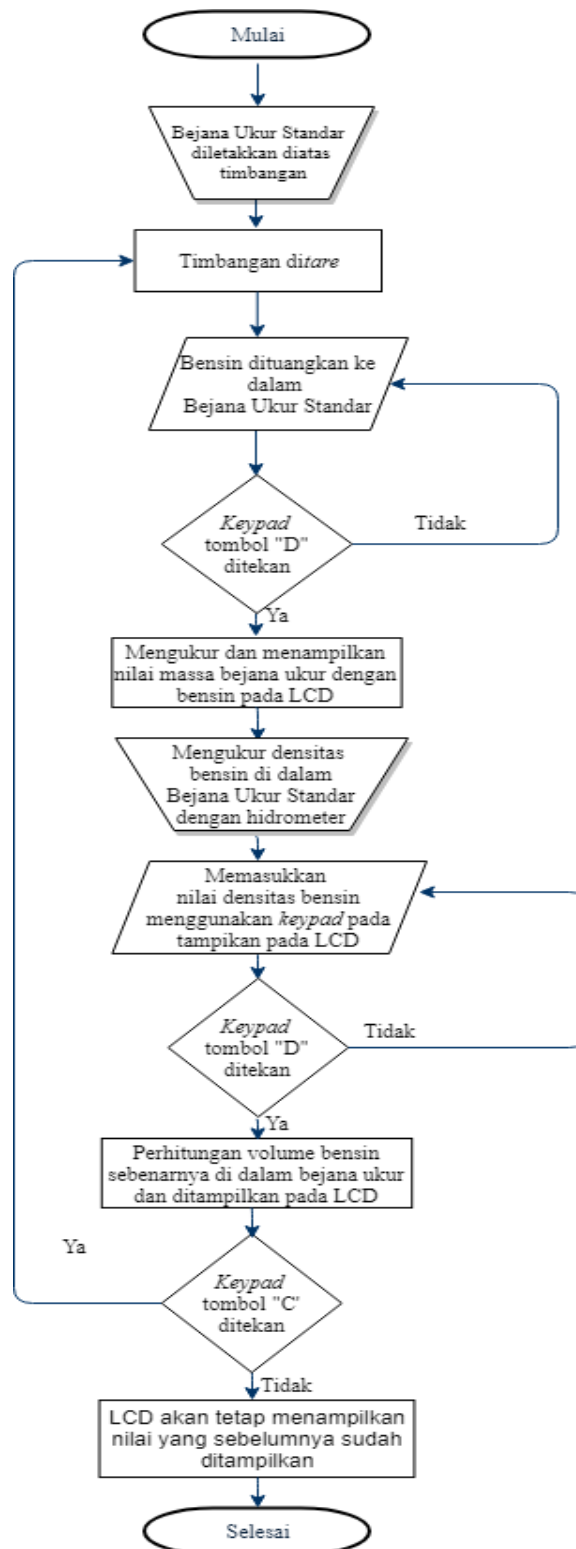 Mulai
Bejana Ukur Standar
diletakkan diatas
timbangan
Timbangan ditare
Bensin dituangkan ke
dalam
Bejana Ukur Standar
Keypad
tombol "D"
ditekan
Tidak
Ya
Mengukur dan menampilkan
nilai massa bejana ukur dengan
bensin pada LCD
Mengukur densitas
bensin di dalam
Bejana Ukur Standar
dengan hidrometer
Memasukkan
nilai densitas bensin
menggunakan keypad pada
tampikan pada LCD
Keypad
tombol "D"
ditekan
Tidak
Ya
Perhitungan volume bensin
sebenarnya di dalam bejana ukur
dan ditampilkan pada LCD
Ya
Keypad
tombol "C'
ditekan
Tidak
LCD akan tetap menampilkan
nilai yang sebelumnya sudah
ditampilkan
Selesai